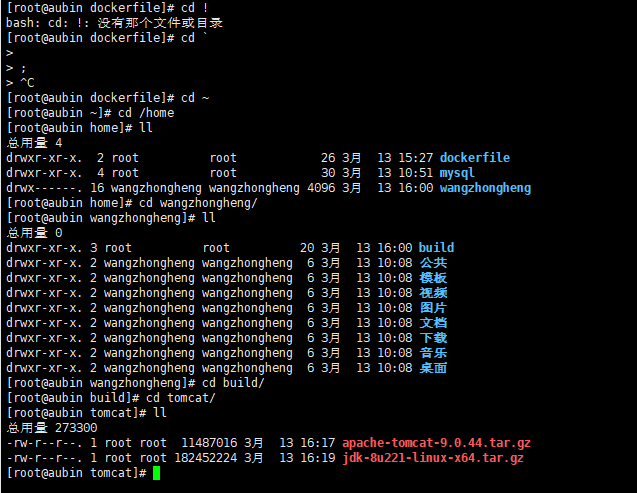 [root@aubin dockerfile]# cd !
bash: cd: !: 没有那个文件或目录
[root@aubin dockerfile]# cd `
>
> ;
> ^C
[root@aubin dockerfile]# cd ~
[root@aubin ~]# cd /home
[root@aubin home]# ll
总用量 4
drwxr-xr-x.  2 root          root            26 3月  13 15:27 dockerfile
drwxr-xr-x.  4 root          root            30 3月  13 10:51 mysql
drwx------. 16 wangzhongheng wangzhongheng 4096 3月  13 16:00 wangzhongheng
[root@aubin home]# cd wangzhongheng/
[root@aubin wangzhongheng]# ll
总用量 0
drwxr-xr-x. 3 root          root          20 3月  13 16:00 build
drwxr-xr-x. 2 wangzhongheng wangzhongheng  6 3月  13 10:08 公共
drwxr-xr-x. 2 wangzhongheng wangzhongheng  6 3月  13 10:08 模板
drwxr-xr-x. 2 wangzhongheng wangzhongheng  6 3月  13 10:08 视频
drwxr-xr-x. 2 wangzhongheng wangzhongheng  6 3月  13 10:08 图片
drwxr-xr-x. 2 wangzhongheng wangzhongheng  6 3月  13 10:08 文档
drwxr-xr-x. 2 wangzhongheng wangzhongheng  6 3月  13 10:08 下载
drwxr-xr-x. 2 wangzhongheng wangzhongheng  6 3月  13 10:08 音乐
drwxr-xr-x. 2 wangzhongheng wangzhongheng  6 3月  13 10:08 桌面
[root@aubin wangzhongheng]# cd build/
[root@aubin build]# cd tomcat/
[root@aubin tomcat]# ll
总用量 273300
-rw-r--r--. 1 root root  11487016 3月  13 16:17 apache-tomcat-9.0.44.tar.gz
-rw-r--r--. 1 root root 182452224 3月  13 16:19 jdk-8u221-linux-x64.tar.gz
[root@aubin tomcat]#